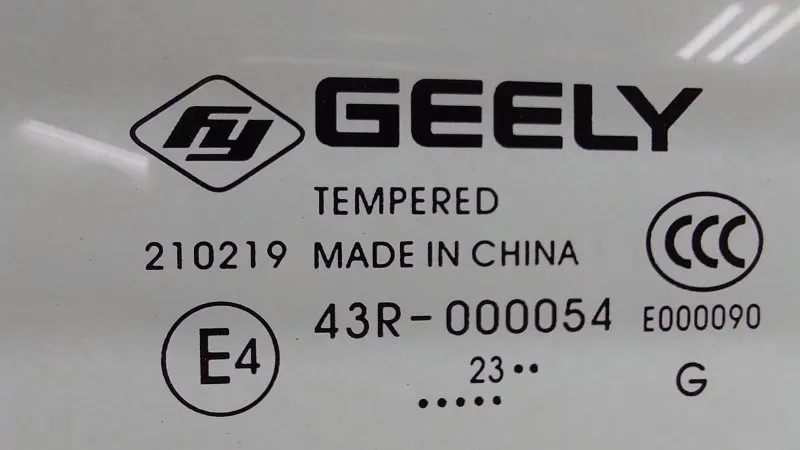 fy GEELY
TEMPERED
210219 MADE IN CHINA
CCC
E4 43R-000054 E000090
23••
•••••
G